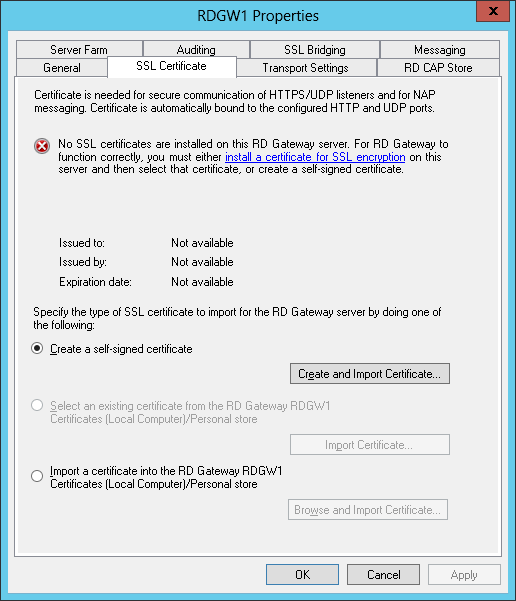 RDGW1 Properties
x
Server Farm
Auditing
SSL Bridging
Messaging
General
SSL Certificate
Transport Settings
RD CAP Store
Certificate is needed for secure communication of HTTPS/UDP listeners and for NAP
messaging. Certificate is automatically bound to the configured HTTP and UDP ports.
No SSL certificates are installed on this RD Gateway server. For RD Gateway to
function correctly, you must either install a certificate for SSL encryption on this
server and then select that certificate, or create a self-signed certificate.
Issued to: Not available
Issued by: Not available
Expiration date: Not available
Specify the type of SSL certificate to import for the RD Gateway server by doing one of
the following:
Create a self-signed certificate
Create and Import Certificate...
Select an existing certificate from the RD Gateway RDGW1
Certificates (Local Computer)/Personal store
Import Certificate...
Import a certificate into the RD Gateway RDGW1
Certificates (Local Computer)/Personal store
Browse and Import Certificate...
OK
Cancel
Apply